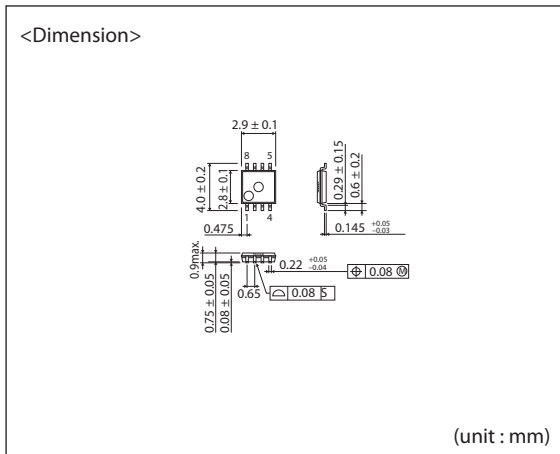 <Dimension>
2.9 ± 0.1
8 5
4.0 ± 0.2
2.8 ± 0.1
0.29 ± 0.15
0.6 ± 0.2
1 4
0.475
0.145 +0.05 −0.03
0.9max.
0.75 ± 0.05
0.08 ± 0.05
0.22 +0.05 −0.04
⌖ 0.08 Ⓜ
0.65
⌓ 0.08 S
(unit : mm)